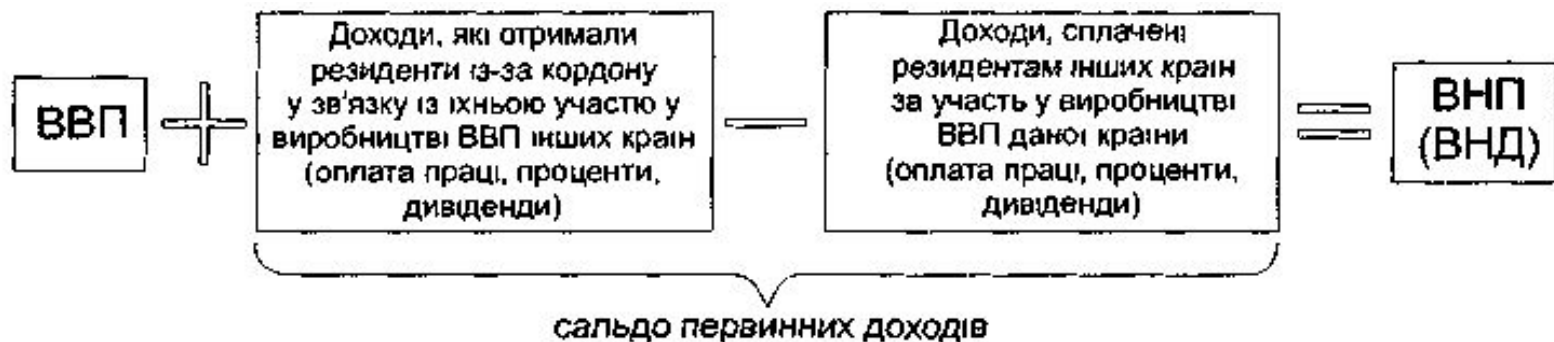 ВВП
+
Доходи, які отримали
резиденти із-за кордону
у зв'язку із їхньою участю у
виробництві ВВП інших країн
(оплата праці, проценти,
дивіденди)
—
Доходи, сплачені
резидентам інших країн
за участь у виробництві
ВВП даної країни
(оплата праці, проценти,
дивіденди)
=
ВНП
(ВНД)
сальдо первинних доходів